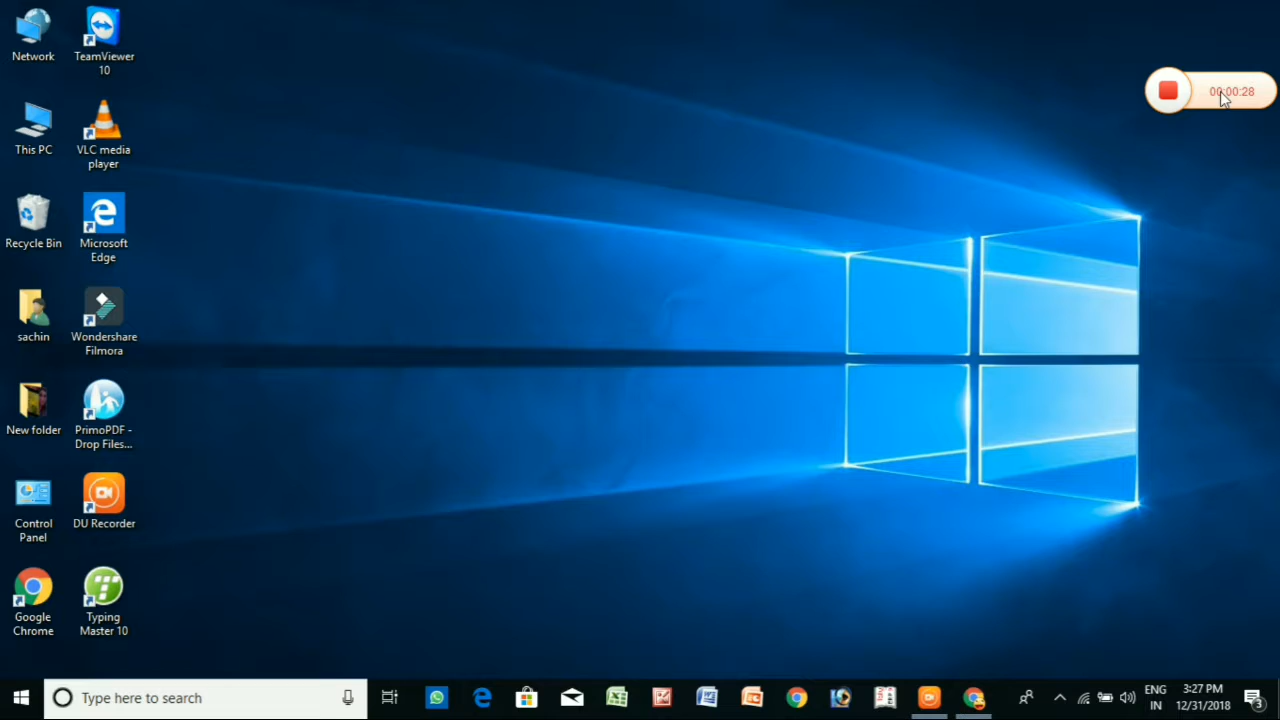 Network
TeamViewer
10
This PC
VLC media
player
Recycle Bin
Microsoft
Edge
sachin
Wondershare
Filmora
New folder
PrimoPDF -
Drop Files...
Control
Panel
DU Recorder
Google
Chrome
Typing
Master 10
00:00:28
Type here to search
ENG
IN
3:27 PM
12/31/2018
3